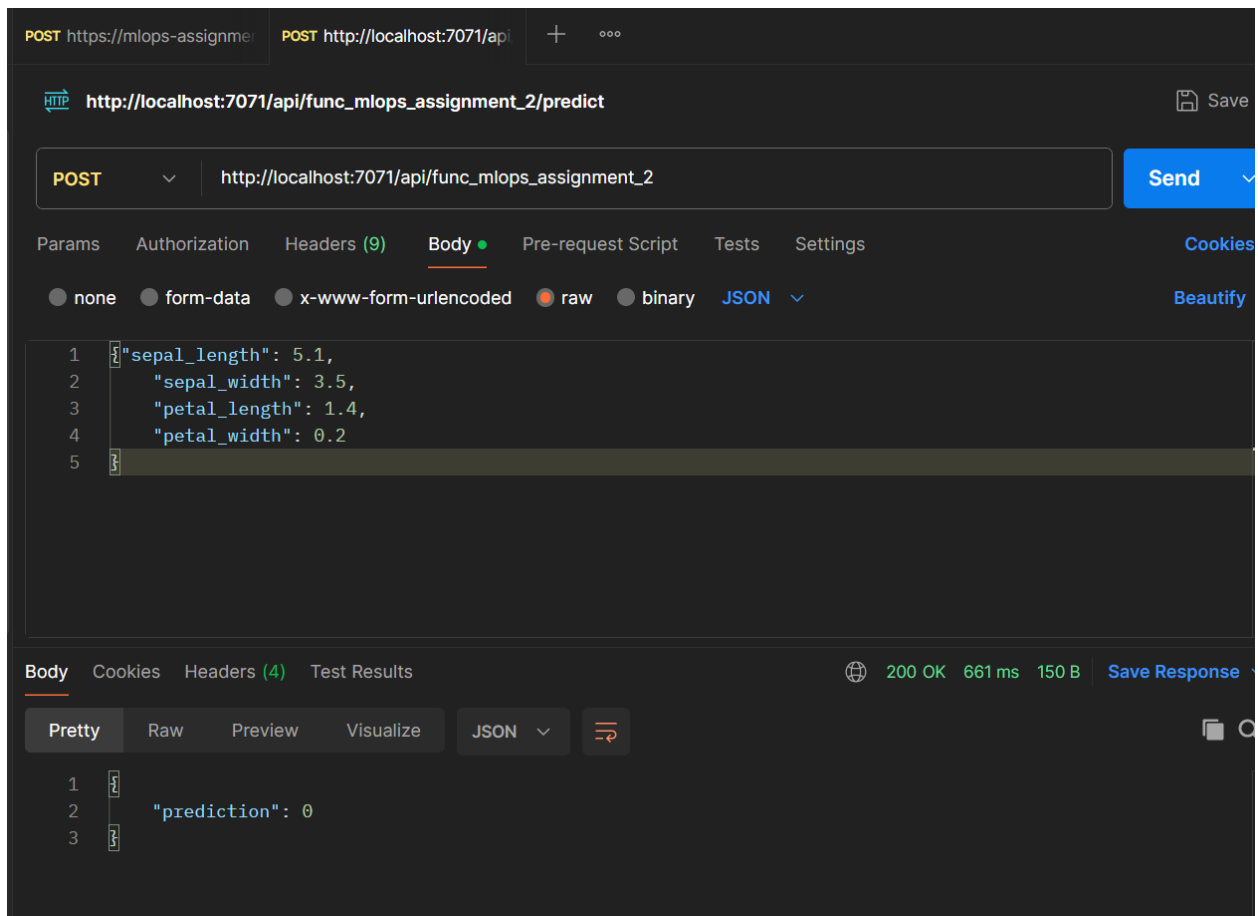 POST https://mlops-assignme POST http://localhost:7071/api
HTTP http://localhost:7071/api/func_mlops_assignment_2/predict Save
POST http://localhost:7071/api/func_mlops_assignment_2 Send
Params Authorization Headers (9) Body Pre-request Script Tests Settings Cookies
none form-data x-www-form-urlencoded raw binary JSON Beautify
1 {"sepal_length": 5.1,
2 "sepal_width": 3.5,
3 "petal_length": 1.4,
4 "petal_width": 0.2
5 }
Body Cookies Headers (4) Test Results 200 OK 661 ms 150 B Save Response
Pretty Raw Preview Visualize JSON
1 {
2 "prediction": 0
3 }